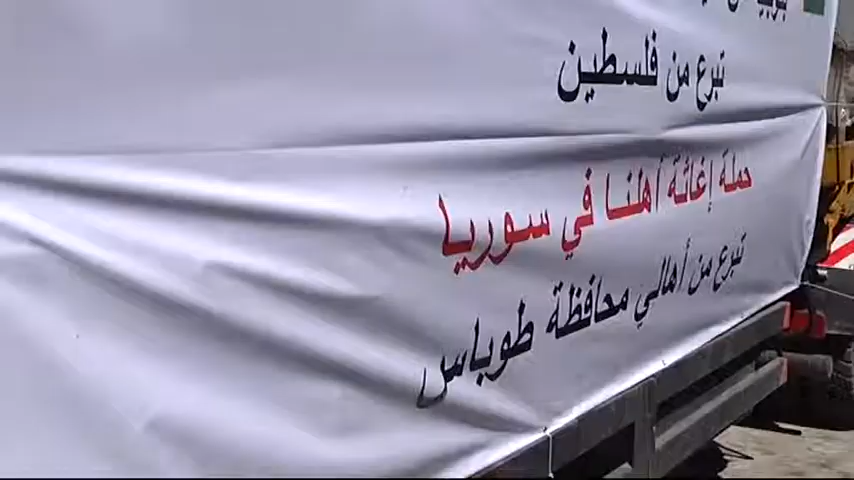 تبرع من فلسطين
حملة إغاثة أهلنا في سوريا
تبرع من أهالي محافظة طوباس